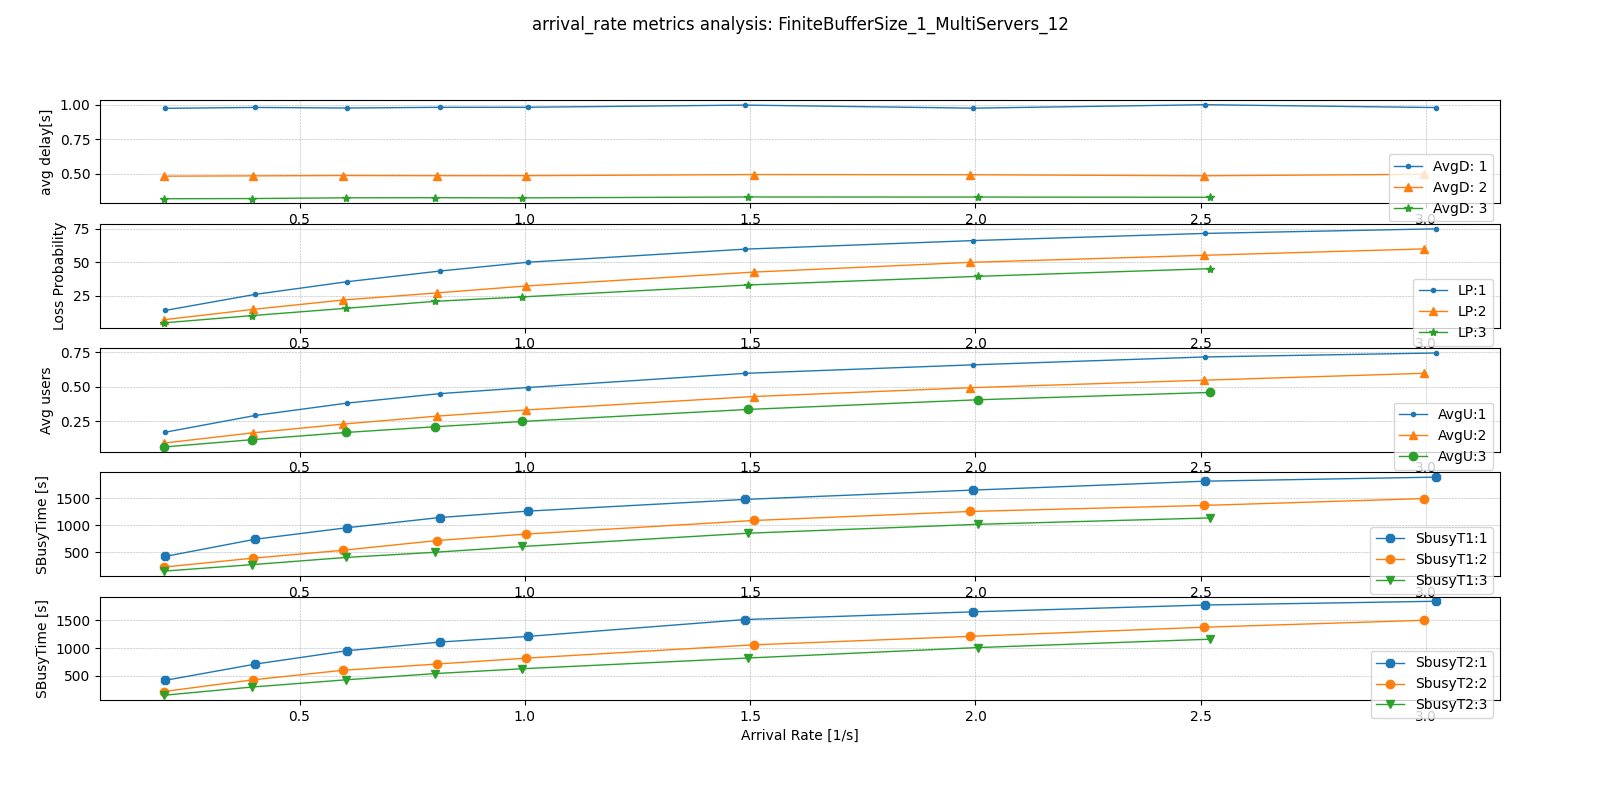 arrival_rate metrics analysis: FiniteBufferSize_1_MultiServers_12
avg delay[s]
1.00
0.75
0.50
AvgD: 1
AvgD: 2
AvgD: 3
0.5 1.0 1.5 2.0 2.5 3.0
Loss Probability
75
50
25
LP:1
LP:2
LP:3
0.5 1.0 1.5 2.0 2.5 3.0
Avg users
0.75
0.50
0.25
AvgU:1
AvgU:2
AvgU:3
0.5 1.0 1.5 2.0 2.5 3.0
SBusyTime [s]
1500
1000
500
SbusyT1:1
SbusyT1:2
SbusyT1:3
0.5 1.0 1.5 2.0 2.5 3.0
SBusyTime [s]
1500
1000
500
SbusyT2:1
SbusyT2:2
SbusyT2:3
0.5 1.0 1.5 2.0 2.5 3.0
Arrival Rate [1/s]